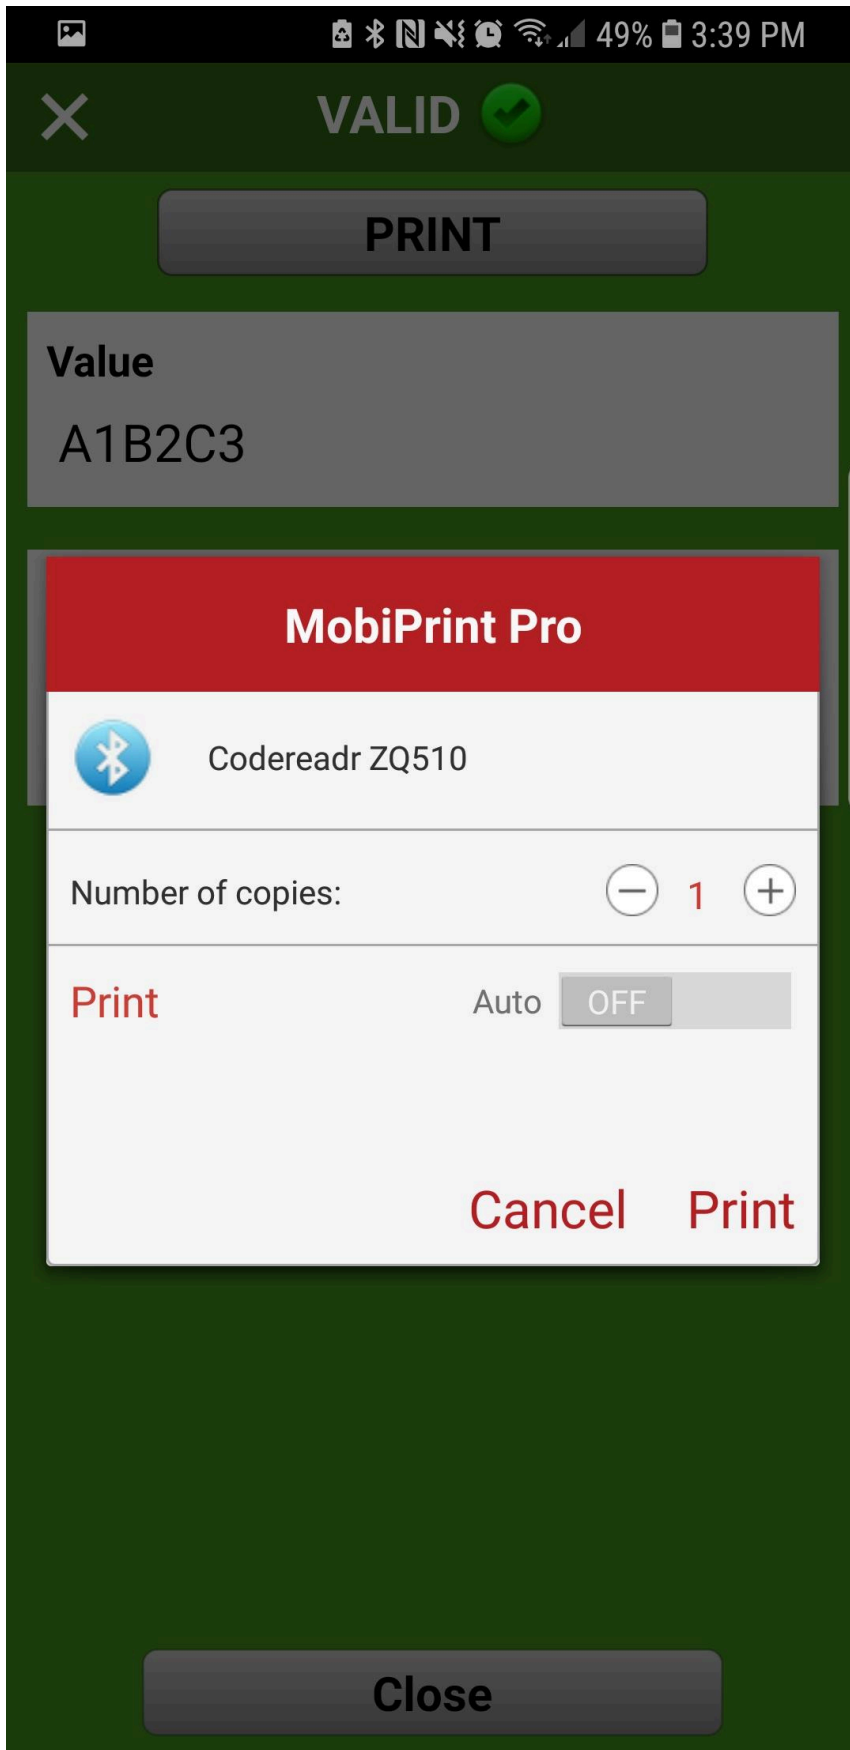 49% 3:39 PM
VALID
PRINT
Value
A1B2C3
MobiPrint Pro
Codereadr ZQ510
Number of copies: 1
Print Auto OFF
Cancel Print
Close